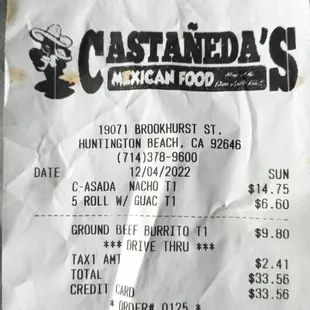 CASTAÑEDA'S
MEXICAN FOOD
19071 BROOKHURST ST.
HUNTINGTON BEACH, CA 92646
(714)378-9600
DATE 12/04/2022 SUN
C-ASADA NACHO T1 $14.75
5 ROLL W/ GUAC T1 $6.60
GROUND BEEF BURRITO T1 $9.80
*** DRIVE THRU ***
TAX1 AMT $2.41
TOTAL $33.56
CREDIT CARD $33.56
* ORDER# 0125 *